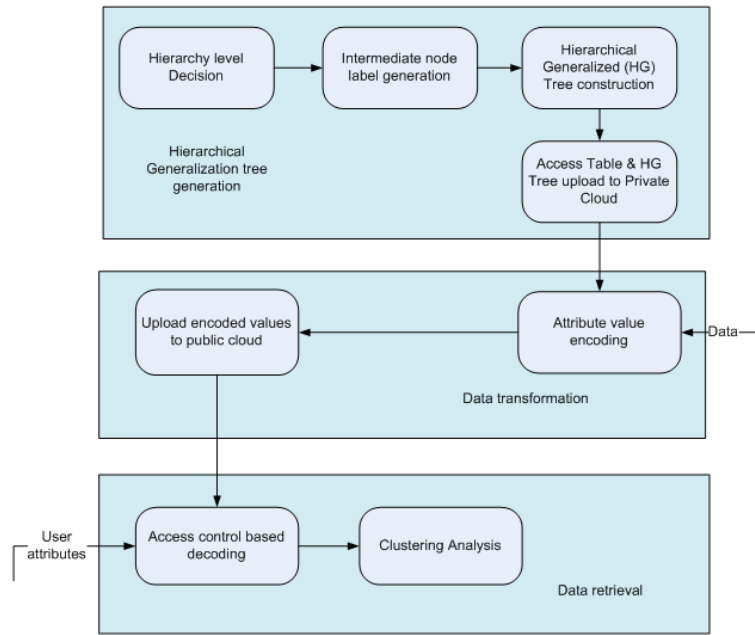 Hierarchy level
Decision
Intermediate node
label generation
Hierarchical
Generalized (HG)
Tree construction
Hierarchical
Generalization tree
generation
Access Table & HG
Tree upload to Private
Cloud
Upload encoded values
to public cloud
Attribute value
encoding
Data
Data transformation
User
attributes
Access control based
decoding
Clustering Analysis
Data retrieval